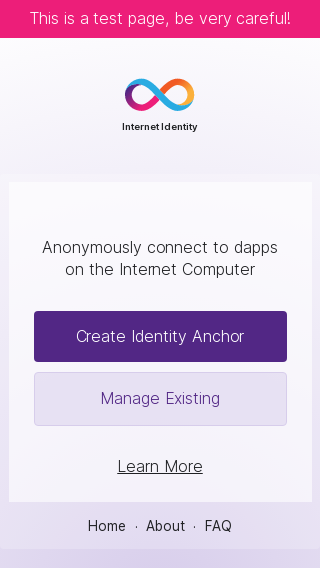 This is a test page, be very careful!
Internet Identity
Anonymously connect to dapps
on the Internet Computer
Create Identity Anchor
Manage Existing
Learn More
Home · About · FAQ